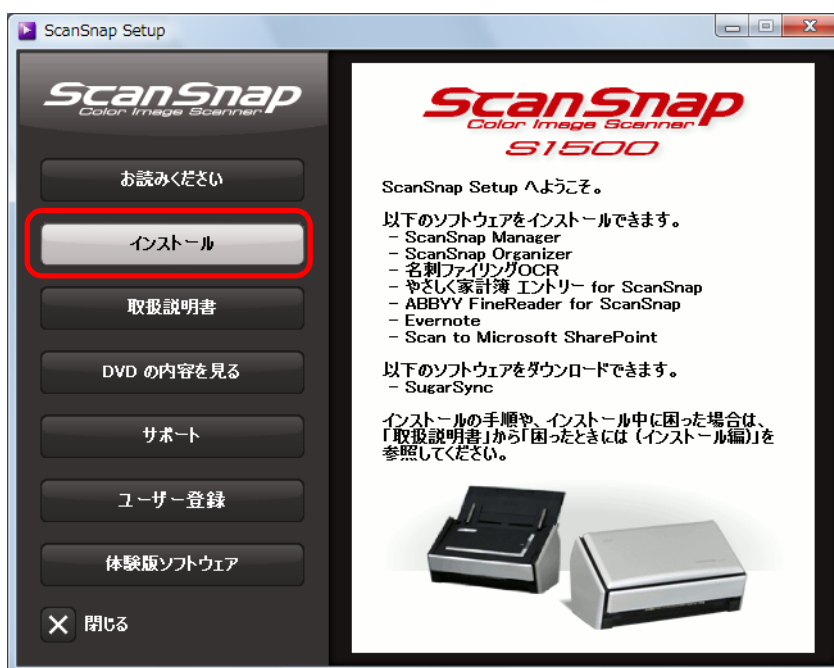 ScanSnap Setup
ScanSnap
Color Image Scanner
お読みください
インストール
取扱説明書
DVD の内容を見る
サポート
ユーザー登録
体験版ソフトウェア
閉じる
ScanSnap
Color Image Scanner
S1500
ScanSnap Setup へようこそ。
以下のソフトウェアをインストールできます。
- ScanSnap Manager
- ScanSnap Organizer
- 名刺ファイリングOCR
- やさしく家計簿 エントリー for ScanSnap
- ABBYY FineReader for ScanSnap
- Evernote
- Scan to Microsoft SharePoint
以下のソフトウェアをダウンロードできます。
- SugarSync
インストールの手順や、インストール中に困った場合は、
「取扱説明書」から「困ったときには (インストール編)」を
参照してください。